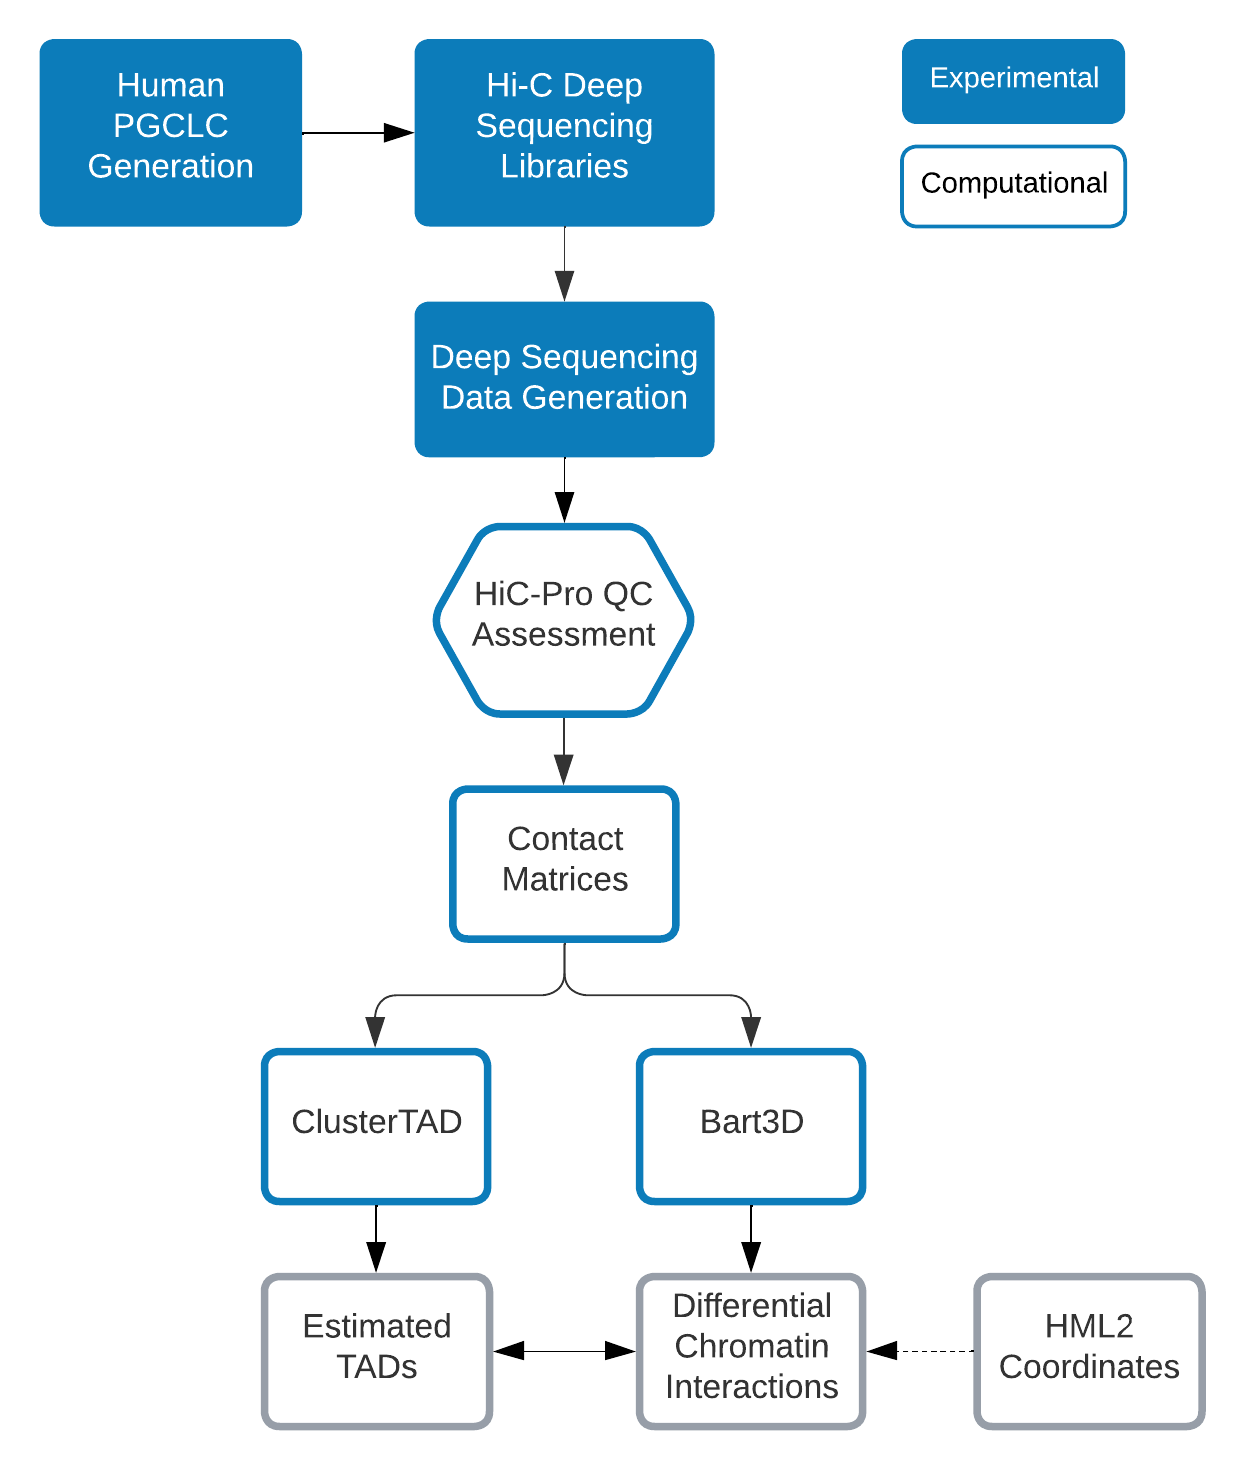 Human
PGCLC
Generation
Hi-C Deep
Sequencing
Libraries
Experimental
Computational
Deep Sequencing
Data Generation
HiC-Pro QC
Assessment
Contact
Matrices
ClusterTAD
Bart3D
Estimated
TADs
Differential
Chromatin
Interactions
HML2
Coordinates